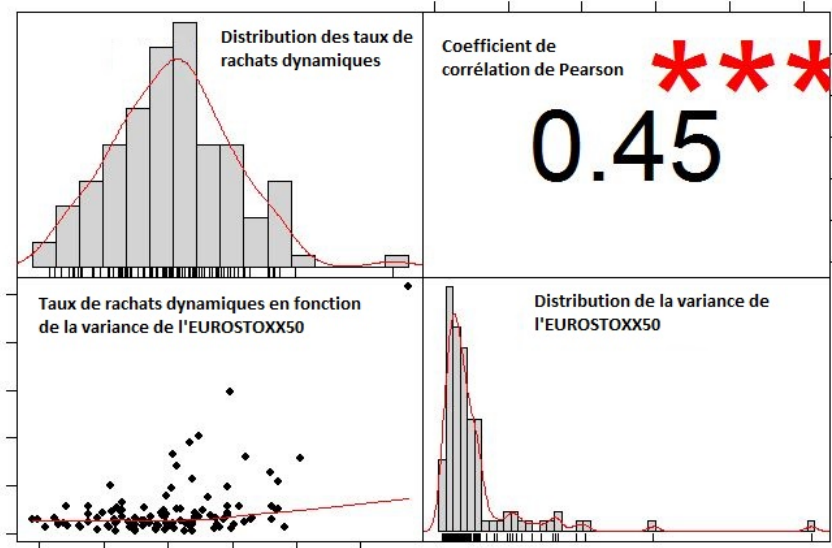 Distribution des taux de
rachats dynamiques
Coefficient de
corrélation de Pearson
***
0.45
Taux de rachats dynamiques en fonction
de la variance de l'EUROSTOXX50
Distribution de la variance de
l'EUROSTOXX50